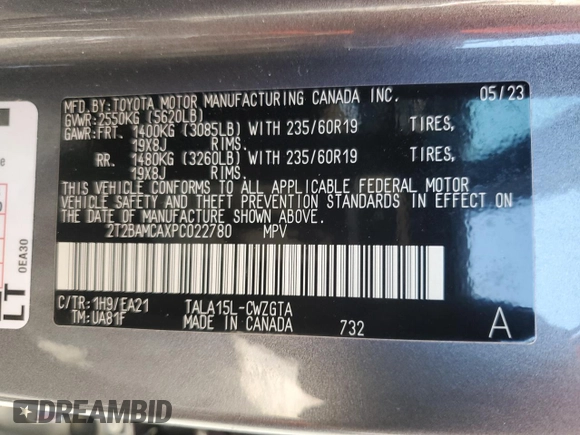 MFD.BY:TOYOTA MOTOR MANUFACTURING CANADA INC. 05/23
GVWR:2550KG (5620LB)
GAWR:FRT. 1400KG (3085LB) WITH 235/60R19 TIRES,
19X8J RIMS.
RR. 1480KG (3260LB) WITH 235/60R19 TIRES,
19X8J RIMS.
THIS VEHICLE CONFORMS TO ALL APPLICABLE FEDERAL MOTOR
VEHICLE SAFETY AND THEFT PREVENTION STANDARDS IN EFFECT ON
THE DATE OF MANUFACTURE SHOWN ABOVE.
2T2BAMCAXPC022780 MPV
C/TR:1H9/EA21 TALA15L-CWZGTA
TM:UA81F MADE IN CANADA 732 A
0EA30
LT
DREAMBID